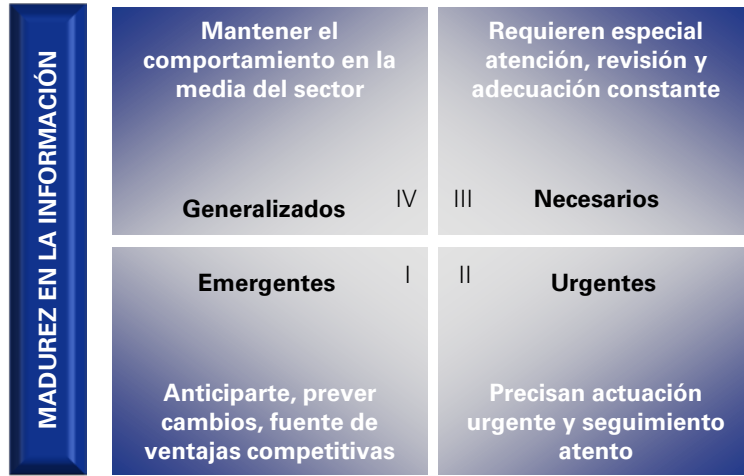 MADUREZ EN LA INFORMACIÓN
Mantener el
comportamiento en la
media del sector
Generalizados
IV
Requieren especial
atención, revisión y
adecuación constante
III
Necesarios
Emergentes
I
Anticiparte, prever
cambios, fuente de
ventajas competitivas
II
Urgentes
Precisan actuación
urgente y seguimiento
atento